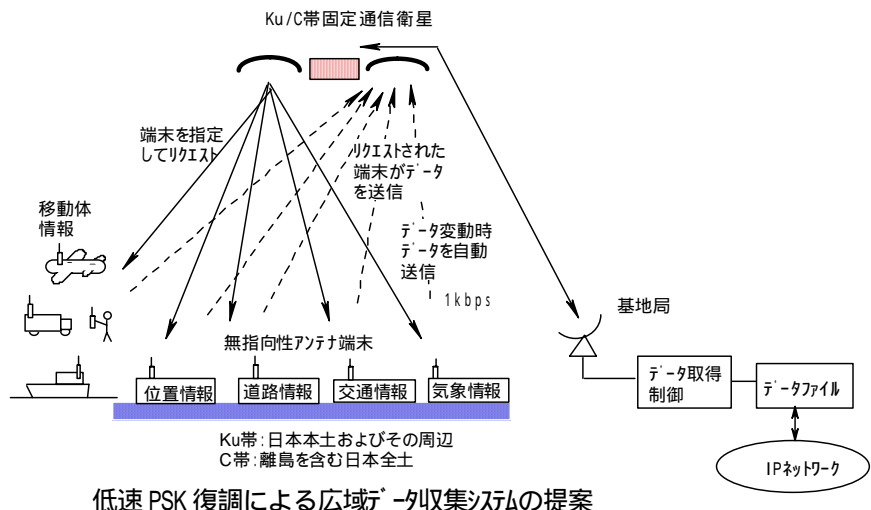 Ku/C帯固定通信衛星
端末を指定
してリクエスト
リクエストされた
端末がデータ
を送信
移動体
情報
データ変動時
データを自動
送信
1kbps
無指向性アンテナ端末
基地局
位置情報
道路情報
交通情報
気象情報
データ取得
制御
データファイル
Ku帯:日本本土およびその周辺
C帯:離島を含む日本全土
IPネットワーク
低速 PSK 復調による広域データ収集システムの提案